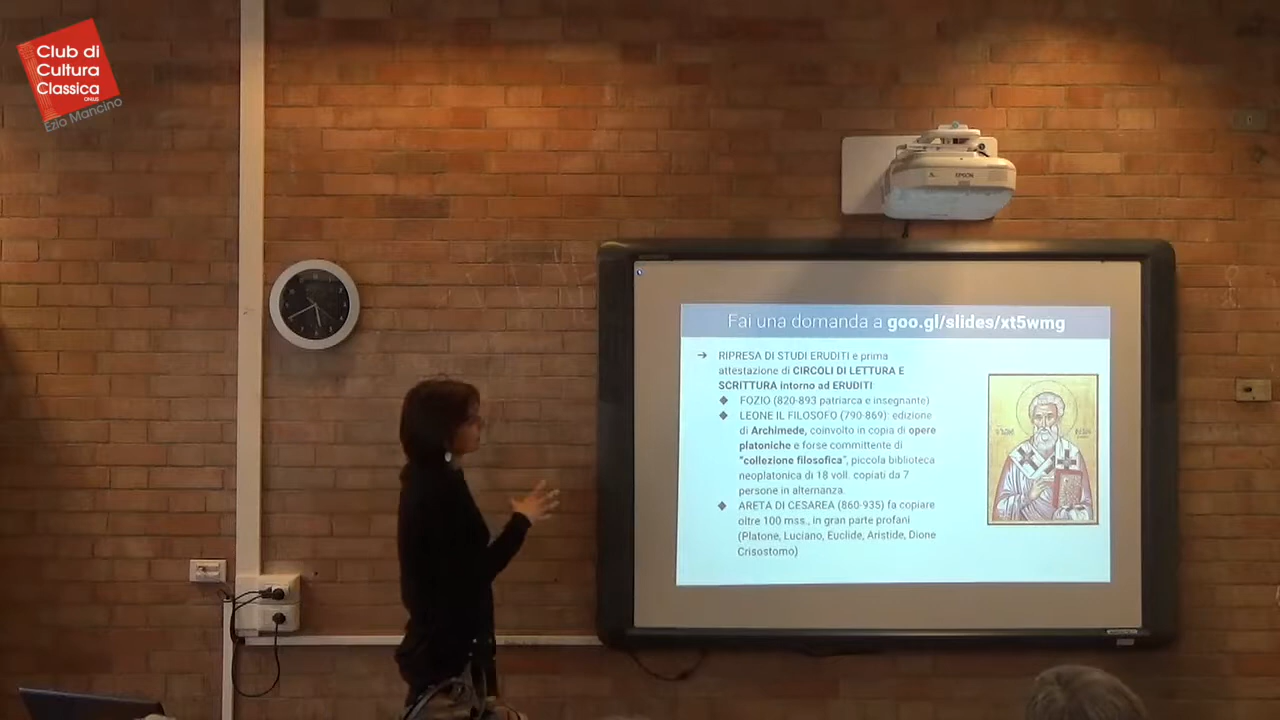 Club di
Cultura
Classica
ONLUS
Ezio Mancino
EPSON
Fai una domanda a goo.gl/slides/xt5wmg
➔ RIPRESA DI STUDI ERUDITI e prima
attestazione di CIRCOLI DI LETTURA E
SCRITTURA intorno ad ERUDITI
❖ FOZIO (820-893 patriarca e insegnante)
❖ LEONE IL FILOSOFO (790-869): edizione
di Archimede, coinvolto in copia di opere
platoniche e forse committente di
"collezione filosofica", piccola biblioteca
neoplatonica di 18 voll. copiati da 7
persone in alternanza.
❖ ARETA DI CESAREA (860-935) fa copiare
oltre 100 mss., in gran parte profani
(Platone, Luciano, Euclide, Aristide, Dione
Crisostomo)